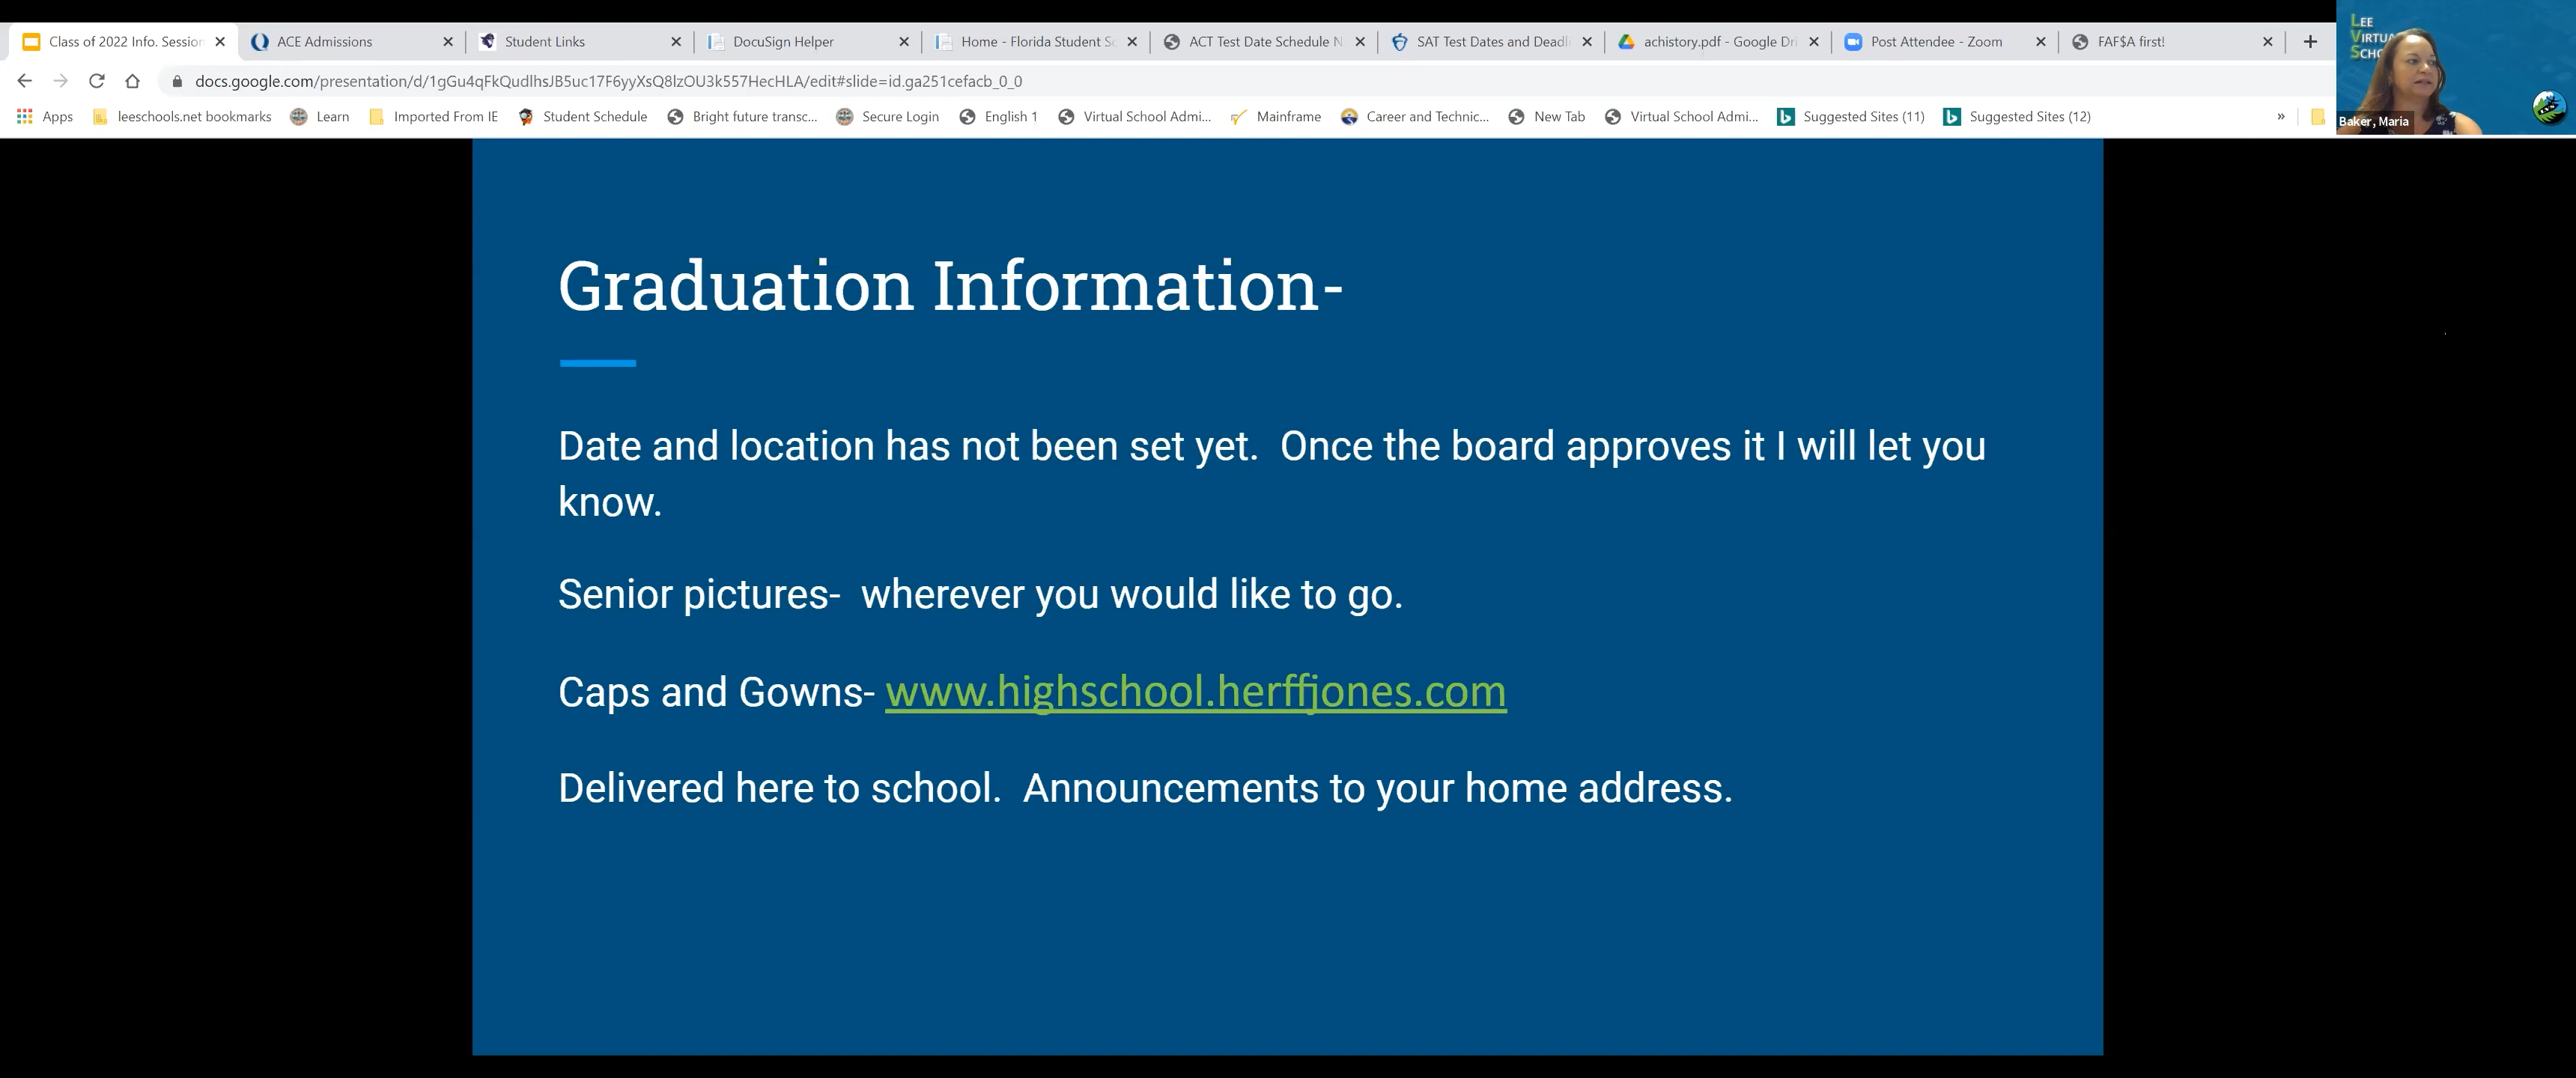 Class of 2022 Info. Session
ACE Admissions
Student Links
DocuSign Helper
Home - Florida Student Sc
ACT Test Date Schedule N
SAT Test Dates and Deadli
achistory.pdf - Google Dri
Post Attendee - Zoom
FAF$A first!
docs.google.com/presentation/d/1gGu4qFkQudlhsJB5uc17F6yyXsQ8lzOU3k557HecHLA/edit#slide=id.ga251cefacb_0_0
Apps
leeschools.net bookmarks
Learn
Imported From IE
Student Schedule
Bright future transc...
Secure Login
English 1
Virtual School Admi...
Mainframe
Career and Technic...
New Tab
Virtual School Admi...
Suggested Sites (11)
Suggested Sites (12)
»
LEE
VIRTUA
SCHO
Baker, Maria
Graduation Information-
Date and location has not been set yet.  Once the board approves it I will let you
know.
Senior pictures-  wherever you would like to go.
Caps and Gowns- www.highschool.herffjones.com
Delivered here to school.  Announcements to your home address.